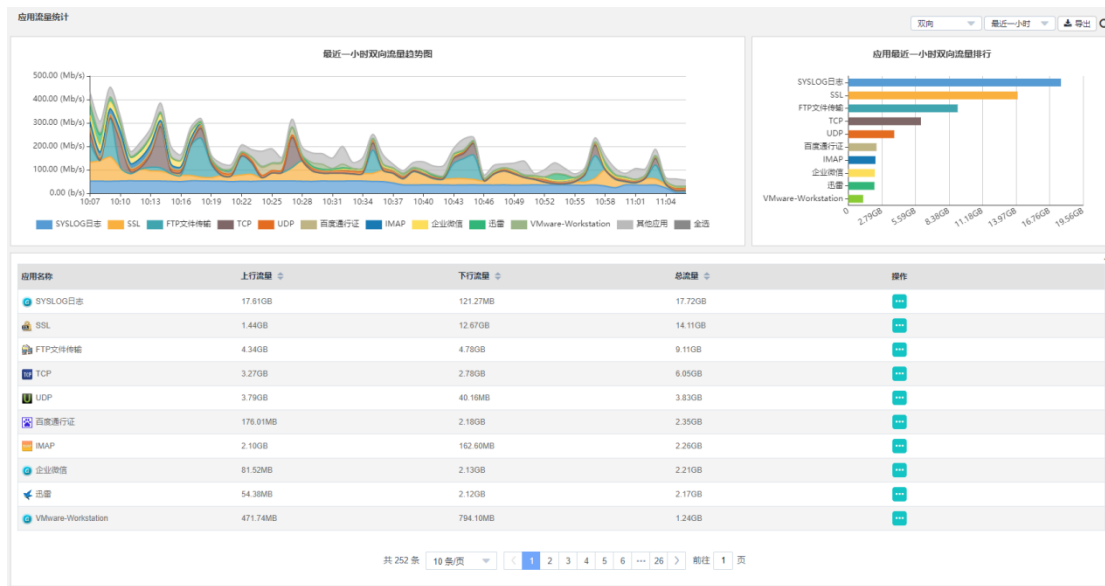 应用流量统计
双向 最近一小时 导出
最近一小时双向流量趋势图
500.00 (Mb/s)
400.00 (Mb/s)
300.00 (Mb/s)
200.00 (Mb/s)
100.00 (Mb/s)
0.00 (b/s)
10:07 10:10 10:13 10:16 10:19 10:22 10:25 10:28 10:31 10:34 10:37 10:40 10:43 10:46 10:49 10:52 10:55 10:58 11:01 11:04
SYSLOG日志 SSL FTP文件传输 TCP UDP 百度通行证 IMAP 企业微信 迅雷 VMware-Workstation 其他应用 全选
应用最近一小时双向流量排行
SYSLOG日志
SSL
FTP文件传输
TCP
UDP
百度通行证
IMAP
企业微信
迅雷
VMware-Workstation
0 2.79GB 5.59GB 8.38GB 11.18GB 13.97GB 16.76GB 19.56GB
应用名称 上行流量 下行流量 总流量 操作
SYSLOG日志 17.61GB 121.27MB 17.72GB
SSL 1.44GB 12.67GB 14.11GB
FTP文件传输 4.34GB 4.78GB 9.11GB
TCP TCP 3.27GB 2.78GB 6.05GB
U UDP 3.79GB 40.16MB 3.83GB
百度通行证 176.01MB 2.18GB 2.35GB
IMAP 2.10GB 162.60MB 2.26GB
企业微信 81.52MB 2.13GB 2.21GB
迅雷 54.38MB 2.12GB 2.17GB
VMware-Workstation 471.74MB 794.10MB 1.24GB
共 252 条 10 条/页 1 2 3 4 5 6 ··· 26 前往 1 页